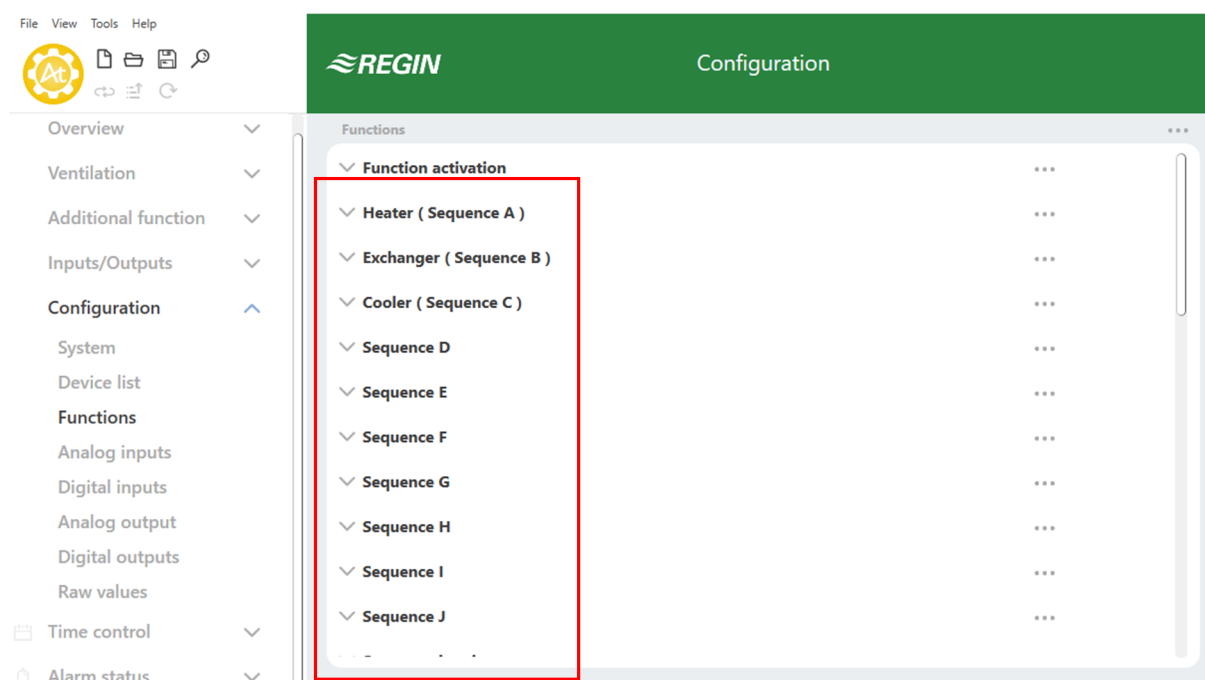 File View Tools Help
At
REGIN
Configuration
Overview
Ventilation
Additional function
Inputs/Outputs
Configuration
System
Device list
Functions
Analog inputs
Digital inputs
Analog output
Digital outputs
Raw values
Time control
Alarm status
Functions
Function activation
Heater ( Sequence A )
Exchanger ( Sequence B )
Cooler ( Sequence C )
Sequence D
Sequence E
Sequence F
Sequence G
Sequence H
Sequence I
Sequence J